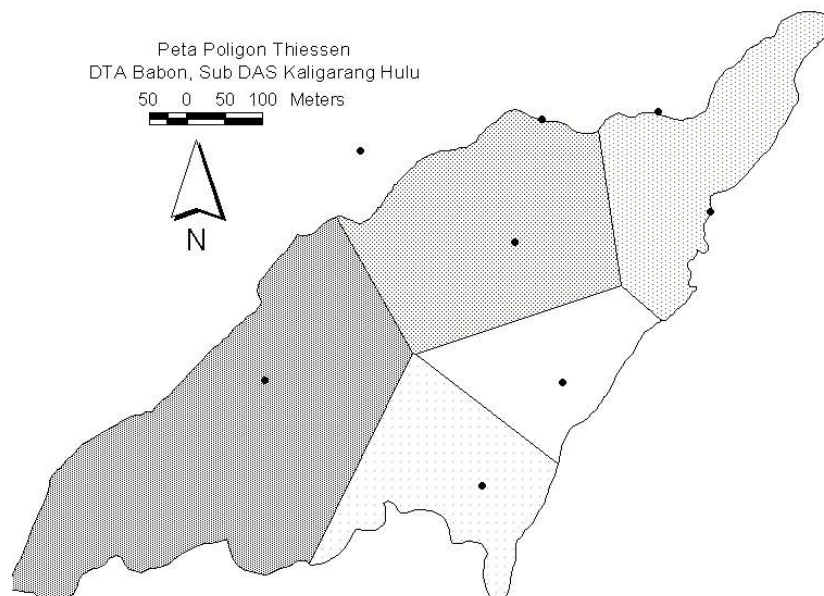 Peta Poligon Thiessen
DTA Babon, Sub DAS Kaligarang Hulu
50 0 50 100 Meters
N